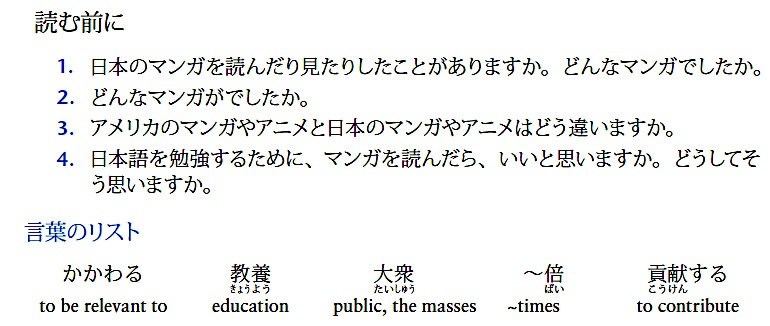 読む前に
1. 日本のマンガを読んだり見たりしたことがありますか。どんなマンガでしたか。
2. どんなマンガがでしたか。
3. アメリカのマンガやアニメと日本のマンガやアニメはどう違いますか。
4. 日本語を勉強するために、マンガを読んだら、いいと思いますか。どうしてそ
う思いますか。
言葉のリスト
かかわる 教養 大衆 〜倍 貢献する
きょうよう たいしゅう ばい こうけん
to be relevant to education public, the masses ~times to contribute